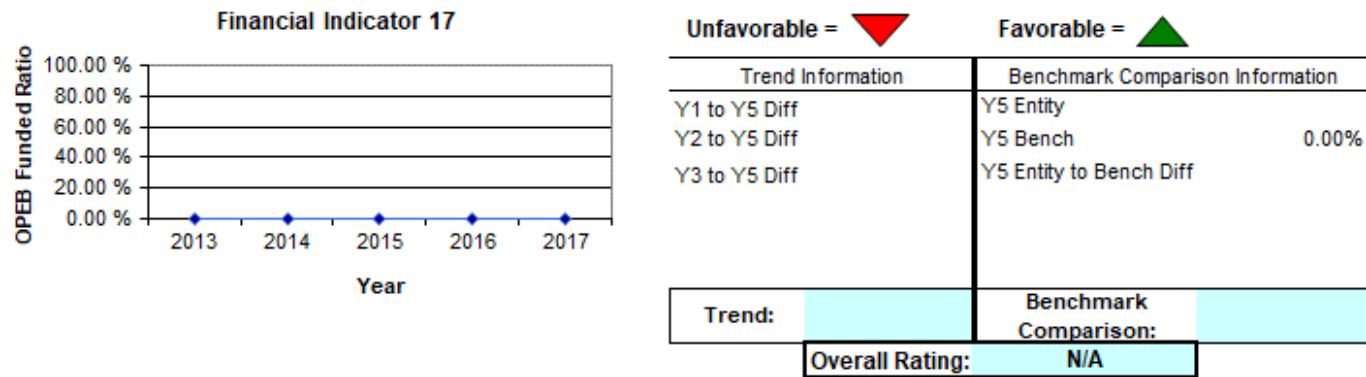 Financial Indicator 17
OPEB Funded Ratio
100.00 %
80.00 %
60.00 %
40.00 %
20.00 %
0.00 %
2013 2014 2015 2016 2017
Year
Unfavorable = Favorable =
Trend Information Benchmark Comparison Information
Y1 to Y5 Diff Y5 Entity
Y2 to Y5 Diff Y5 Bench 0.00%
Y3 to Y5 Diff Y5 Entity to Bench Diff
Trend: Benchmark
Comparison:
Overall Rating: N/A